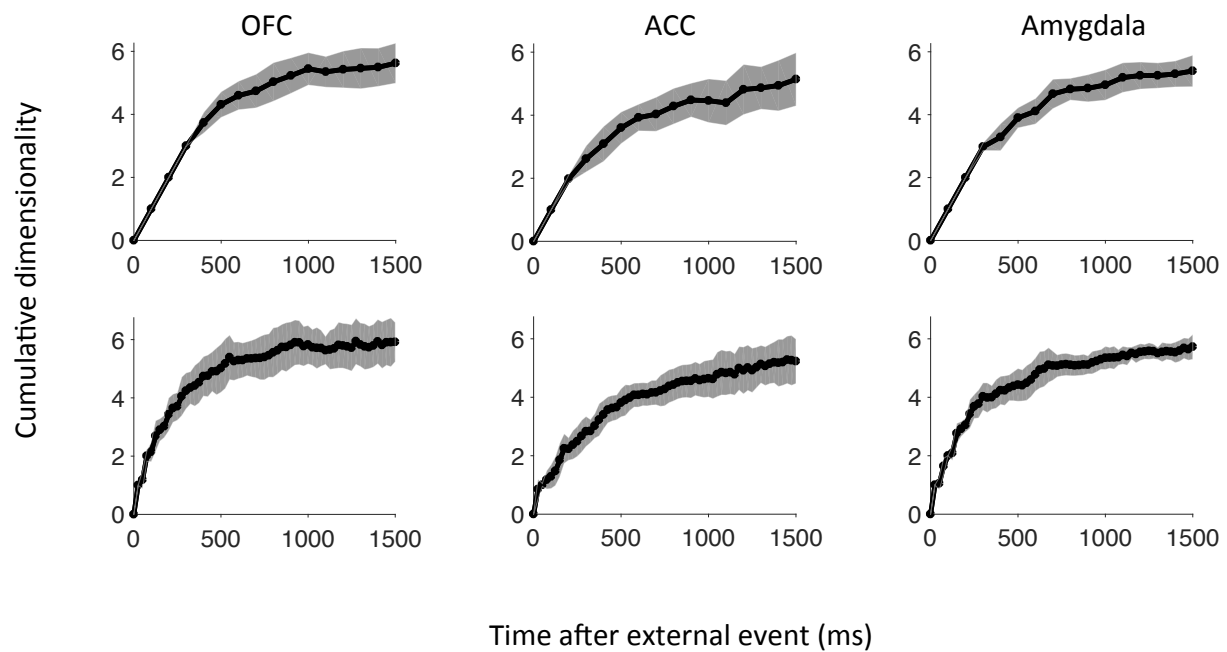 OFC ACC Amygdala
Cumulative dimensionality
6 6 6
4 4 4
2 2 2
0 0 0
0 500 1000 1500 0 500 1000 1500 0 500 1000 1500
6 6 6
4 4 4
2 2 2
0 0 0
0 500 1000 1500 0 500 1000 1500 0 500 1000 1500
Time after external event (ms)